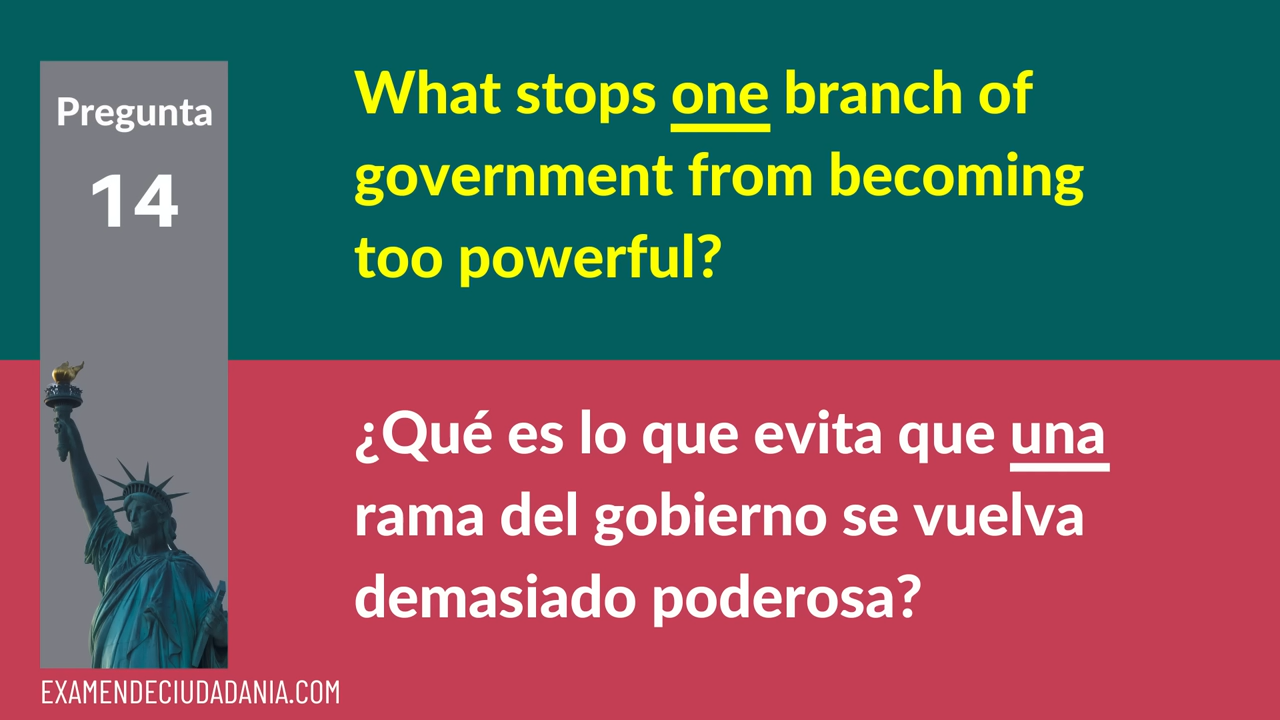 Pregunta
14
What stops one branch of
government from becoming
too powerful?
¿Qué es lo que evita que una
rama del gobierno se vuelva
demasiado poderosa?
EXAMENDECIUDADANIA.COM